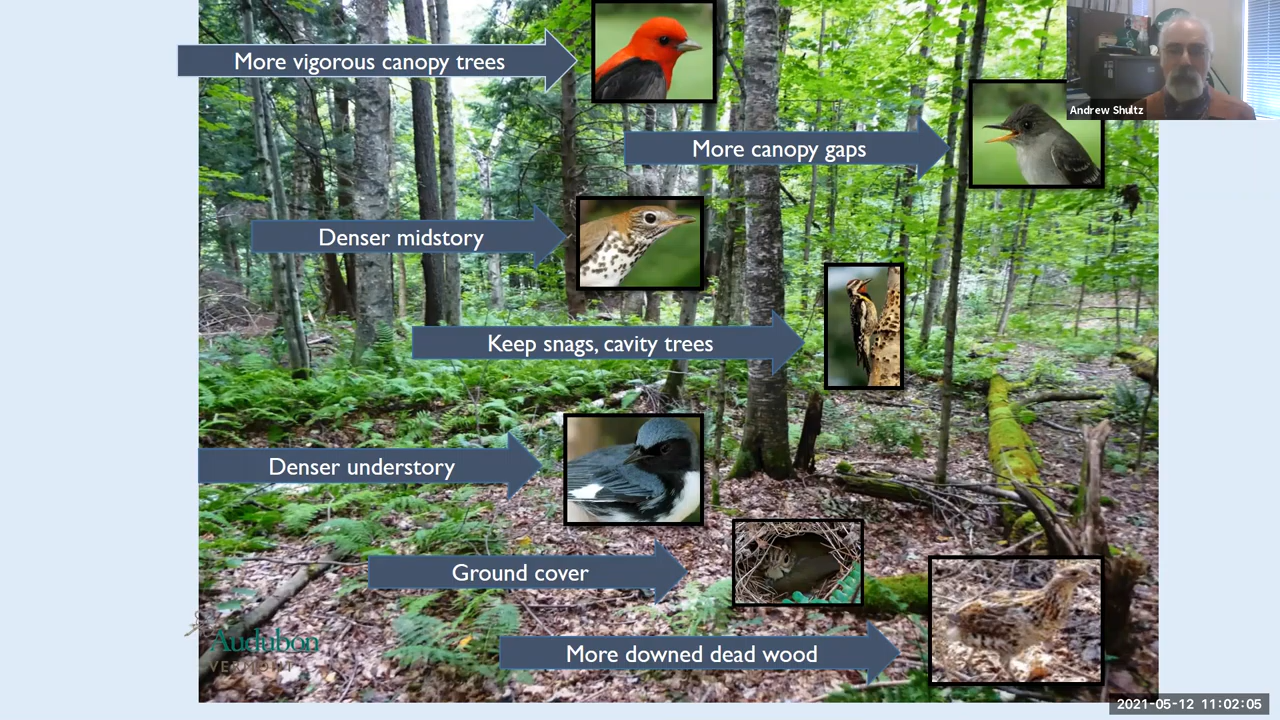 More vigorous canopy trees
Andrew Shultz
More canopy gaps
Denser midstory
Keep snags, cavity trees
Denser understory
Ground cover
Audubon
VERMONT
More downed dead wood
2021-05-12 11:02:05